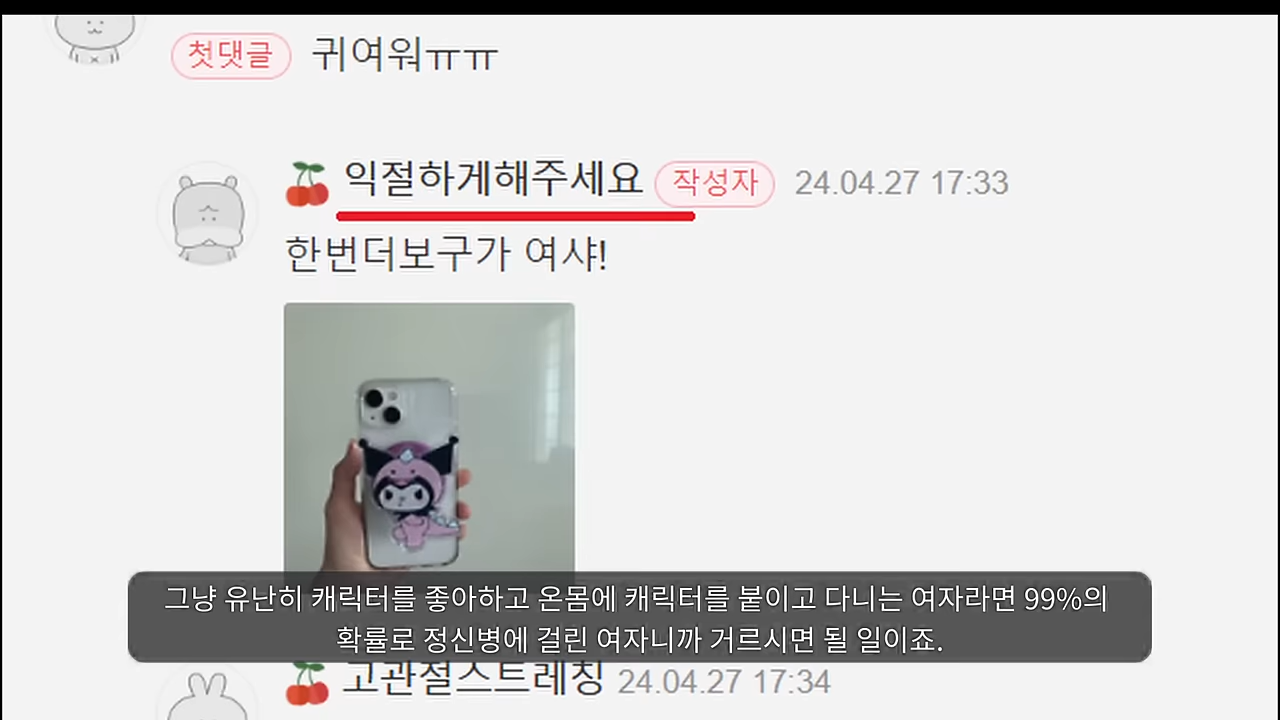 첫댓글 귀여워ㅠㅠ
익절하게해주세요 작성자 24.04.27 17:33
한번더보구가 여샤!
그냥 유난히 캐릭터를 좋아하고 온몸에 캐릭터를 붙이고 다니는 여자라면 99%의
확률로 정신병에 걸린 여자니까 거르시면 될 일이죠.
고관절스트레칭 24.04.27 17:34